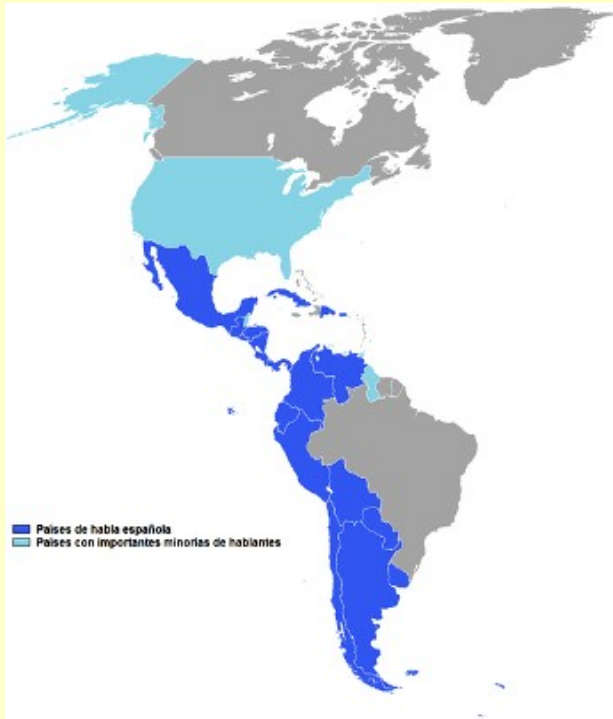 Países de habla española
Países con importantes minorías de hablantes